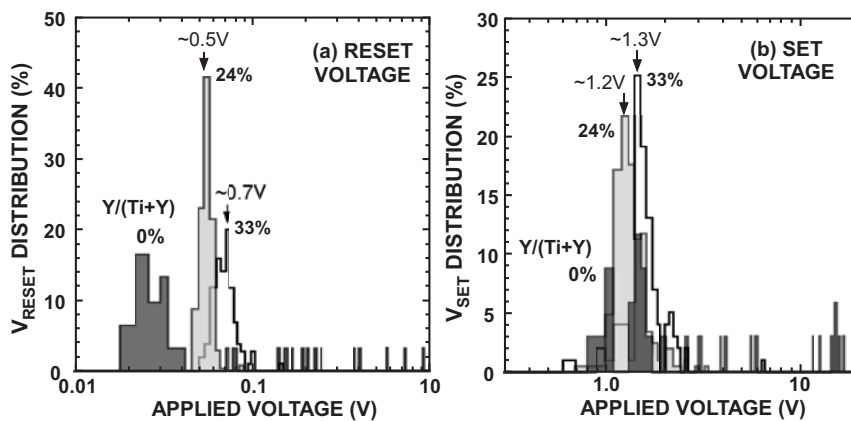 (a) RESET
VOLTAGE
~0.5V
24%
~0.7V
33%
Y/(Ti+Y)
0%
50
40
30
20
10
0
0.01
0.1
1
10
VRESET DISTRIBUTION (%)
APPLIED VOLTAGE (V)
(b) SET
VOLTAGE
~1.3V
33%
~1.2V
24%
Y/(Ti+Y)
0%
30
25
20
15
10
5
0
1.0
10
VSET DISTRIBUTION (%)
APPLIED VOLTAGE (V)